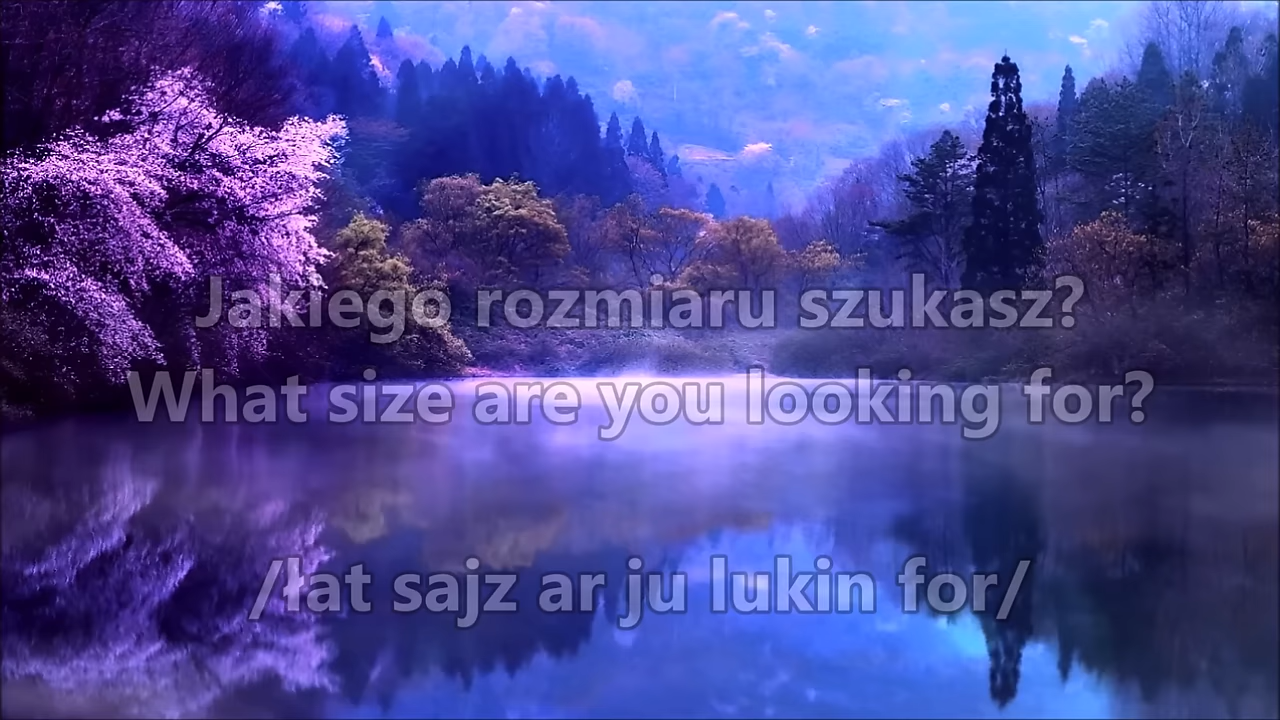 Jakiego rozmiaru szukasz?
What size are you looking for?
/łat sajz ar ju lukin for/